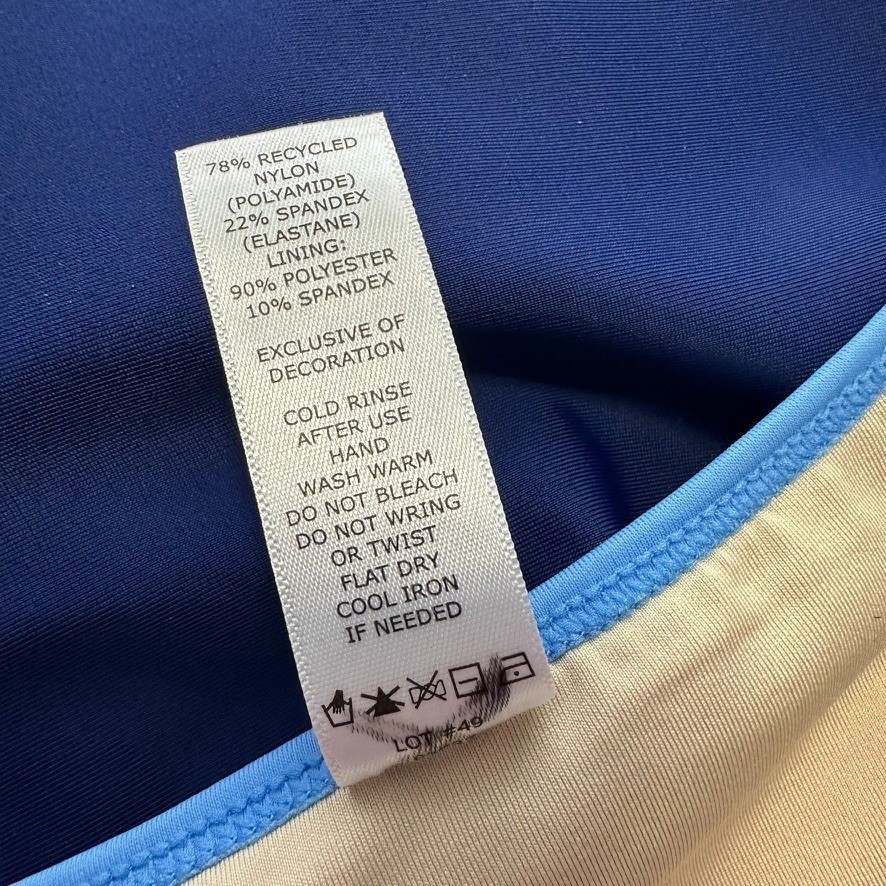 78% RECYCLED
NYLON
(POLYAMIDE)
22% SPANDEX
(ELASTANE)
LINING:
90% POLYESTER
10% SPANDEX
EXCLUSIVE OF
DECORATION
COLD RINSE
AFTER USE
HAND
WASH WARM
DO NOT BLEACH
DO NOT WRING
OR TWIST
FLAT DRY
COOL IRON
IF NEEDED
LOT #49